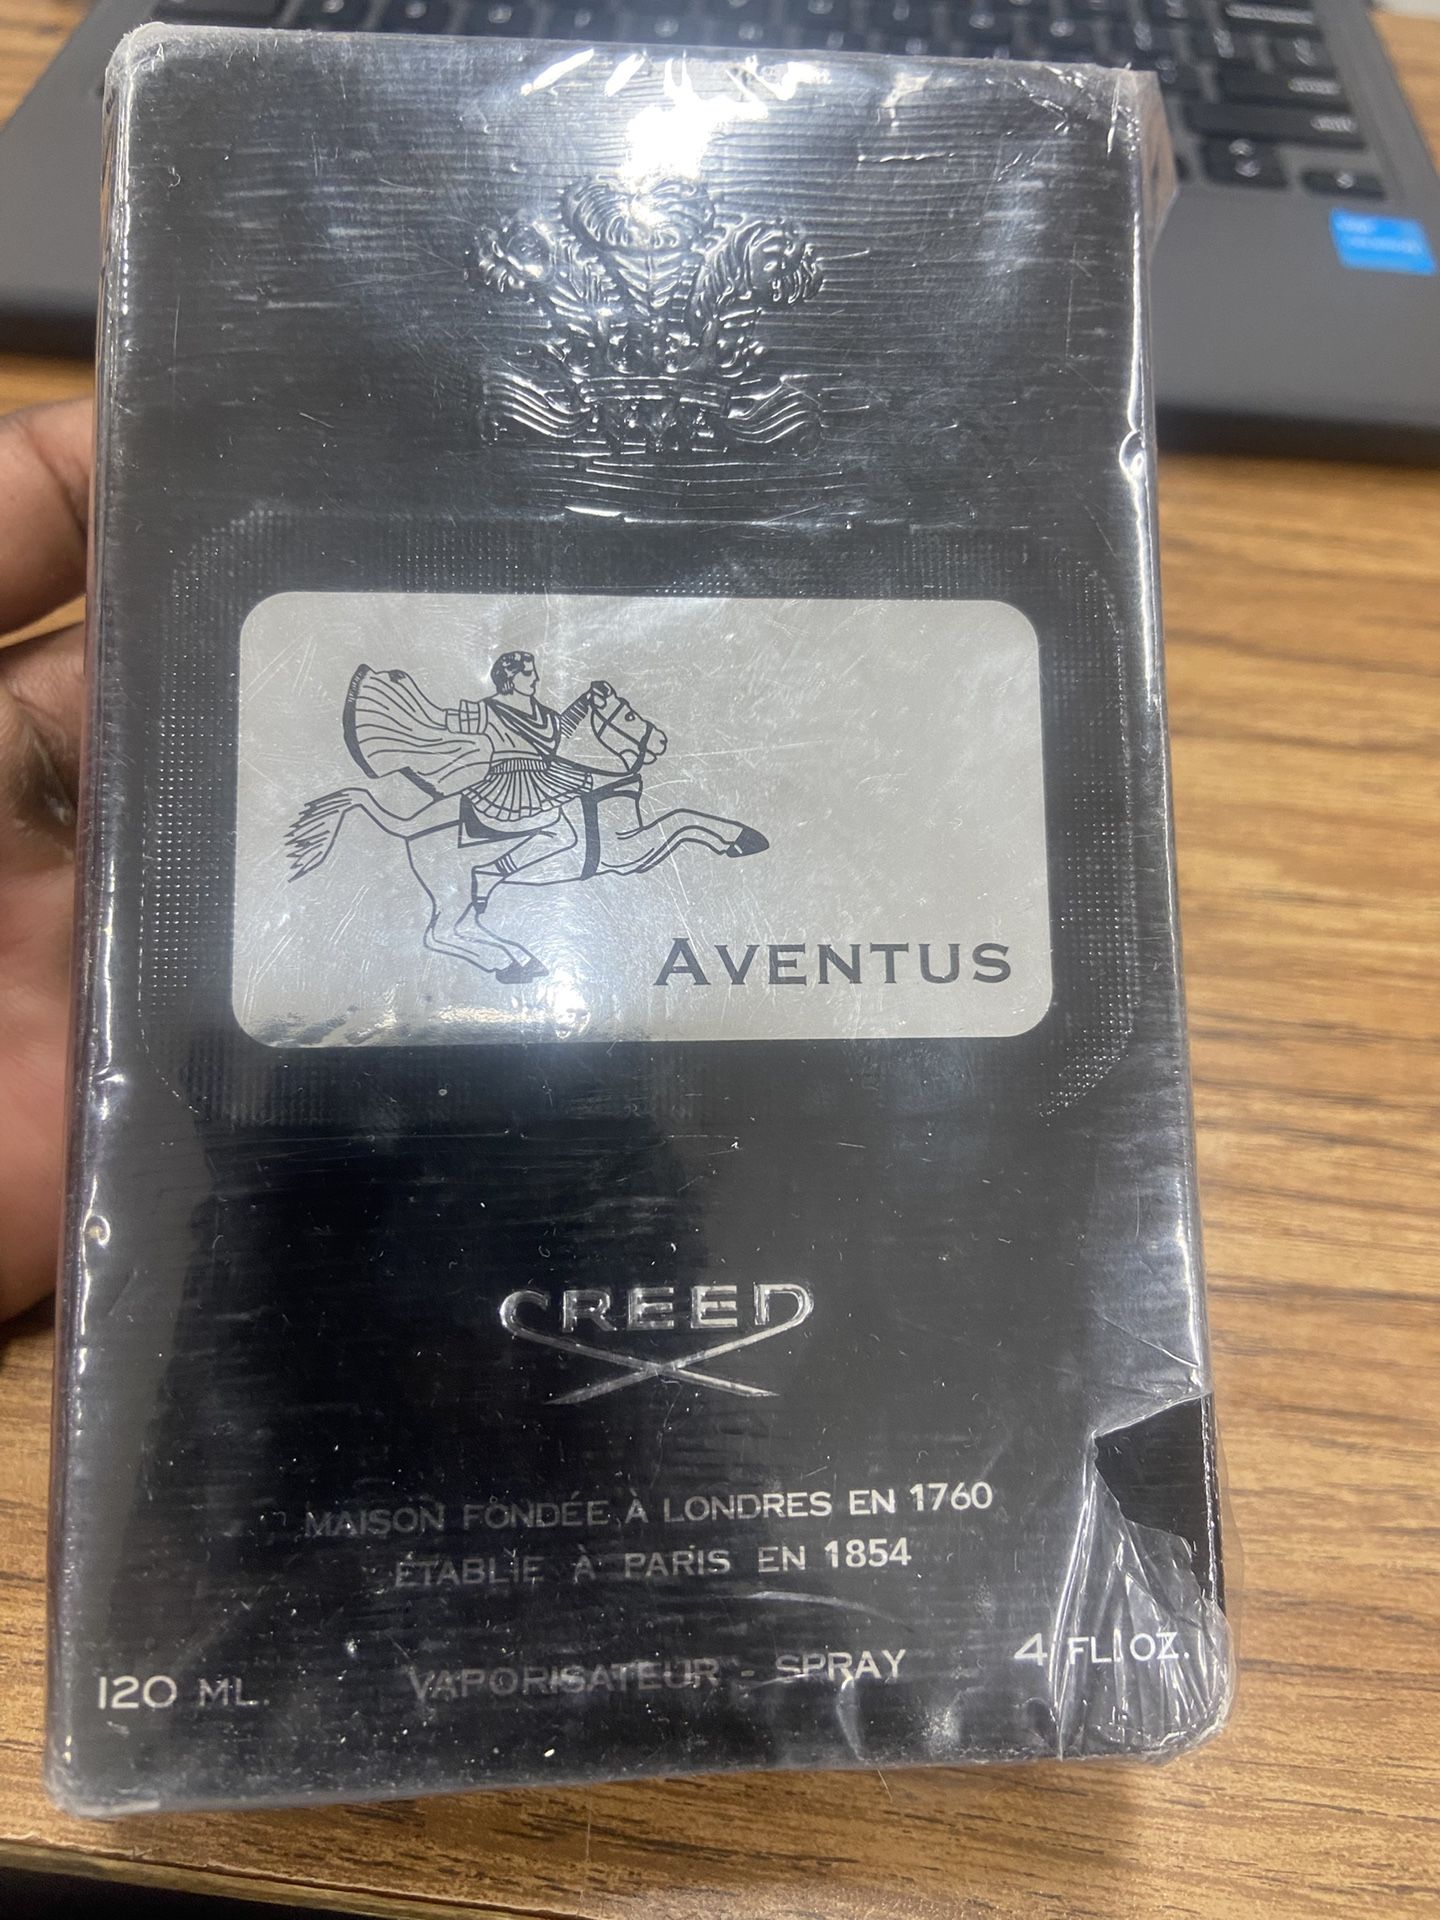 AVENTUS
CREED
MAISON FONDÉE À LONDRES EN 1760
ÉTABLIE À PARIS EN 1854
120 ML.
VAPORISATEUR - SPRAY
4 FL. OZ.